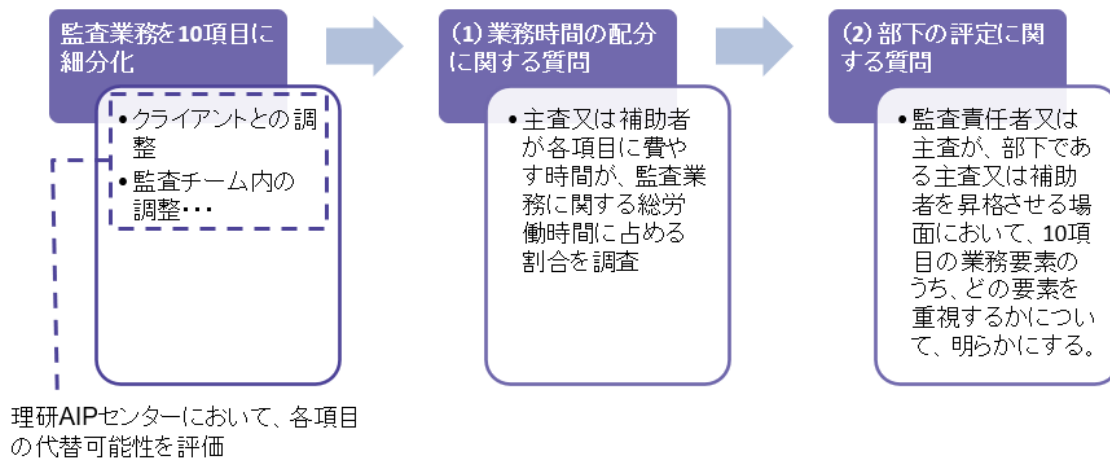 監査業務を10項目に
細分化
•クライアントとの調
整
•監査チーム内の
調整･･･
(1)業務時間の配分
に関する質問
•主査又は補助者
が各項目に費や
す時間が、監査業
務に関する総労
働時間に占める
割合を調査
(2)部下の評定に関
する質問
•監査責任者又は
主査が、部下であ
る主査又は補助
者を昇格させる場
面において、10項
目の業務要素の
うち、どの要素を
重視するかについ
て、明らかにする。
理研AIPセンターにおいて、各項目
の代替可能性を評価